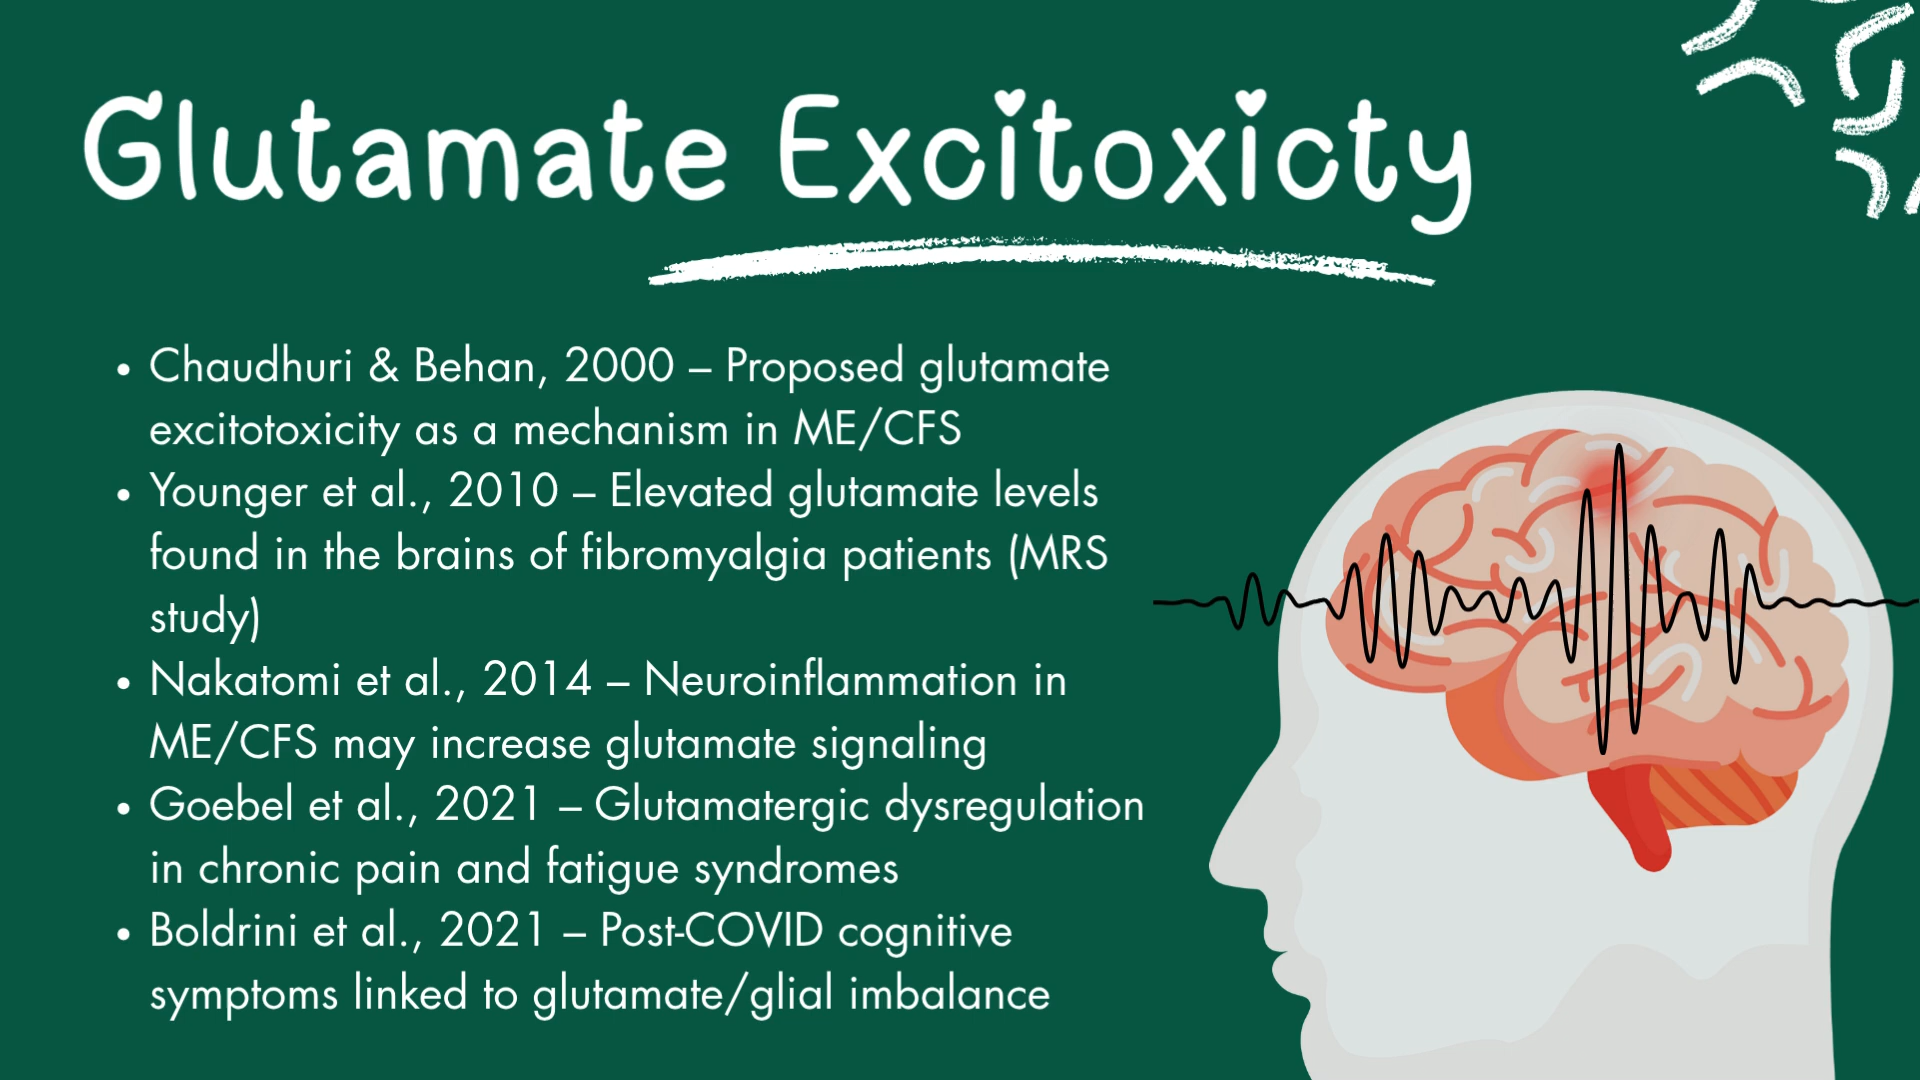 Glutamate Excitoxicty
• Chaudhuri & Behan, 2000 – Proposed glutamate
excitotoxicity as a mechanism in ME/CFS
• Younger et al., 2010 – Elevated glutamate levels
found in the brains of fibromyalgia patients (MRS
study)
• Nakatomi et al., 2014 – Neuroinflammation in
ME/CFS may increase glutamate signaling
• Goebel et al., 2021 – Glutamatergic dysregulation
in chronic pain and fatigue syndromes
• Boldrini et al., 2021 – Post-COVID cognitive
symptoms linked to glutamate/glial imbalance